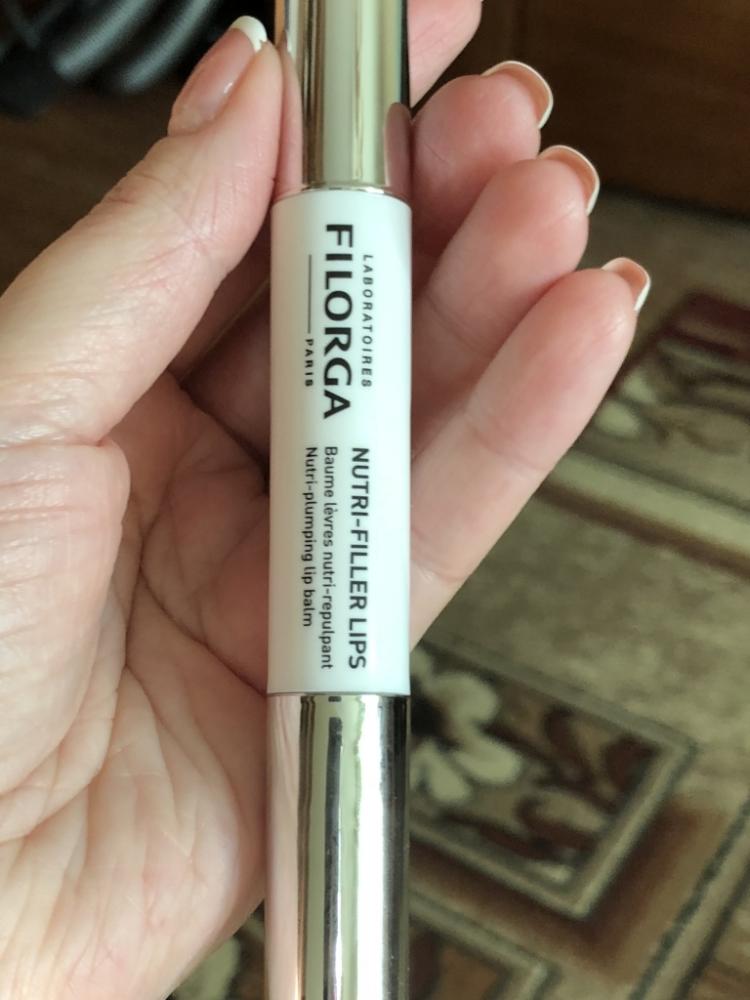 LABORATOIRES
FILORGA
PARIS
NUTRI-FILLER LIPS
Baume lèvres nutri-repulpant
Nutri-plumping lip balm